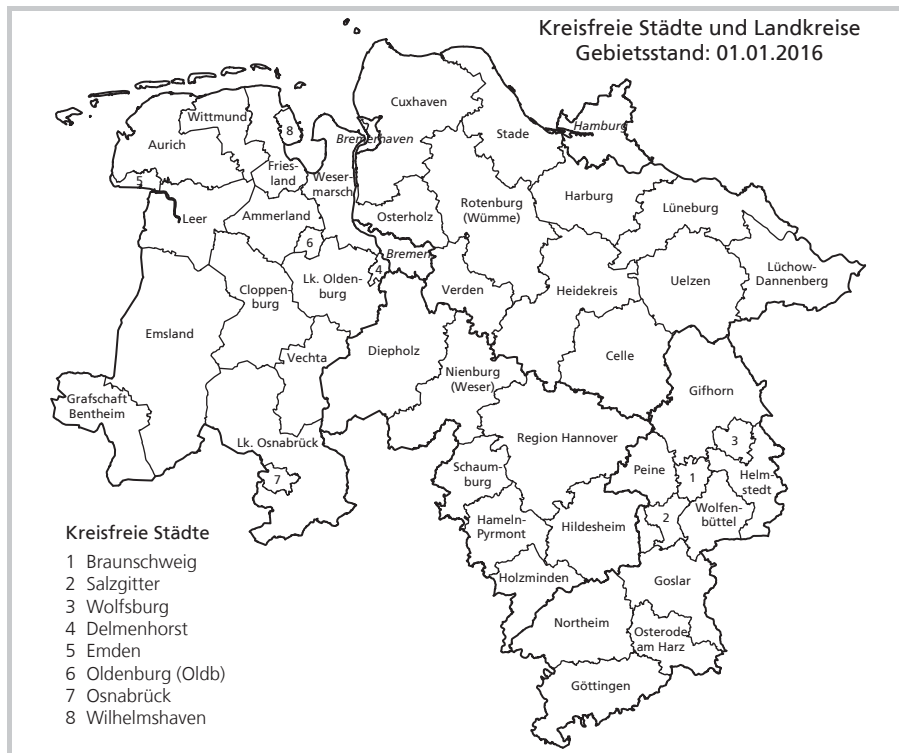 Kreisfreie Städte und Landkreise
Gebietsstand: 01.01.2016
Cuxhaven
Wittmund
8
Bremerhaven
Stade
Hamburg
Aurich
Fries-
land
Weser-
marsch
5
Leer
Ammerland
Osterholz
Rotenburg
(Wümme)
Harburg
Lüneburg
6
Bremen
4
Lk. Olden-
burg
Cloppen-
burg
Verden
Heidekreis
Uelzen
Lüchow-
Dannenberg
Emsland
Vechta
Diepholz
Nienburg
(Weser)
Celle
Gifhorn
Grafschaft
Bentheim
Lk. Osnabrück
Region Hannover
3
7
Schaum-
burg
Peine
1
Helm-
stedt
2
Wolfen-
büttel
Hameln-
Pyrmont
Hildesheim
Holzminden
Goslar
Northeim
Osterode
am Harz
Göttingen
Kreisfreie Städte
1 Braunschweig
2 Salzgitter
3 Wolfsburg
4 Delmenhorst
5 Emden
6 Oldenburg (Oldb)
7 Osnabrück
8 Wilhelmshaven